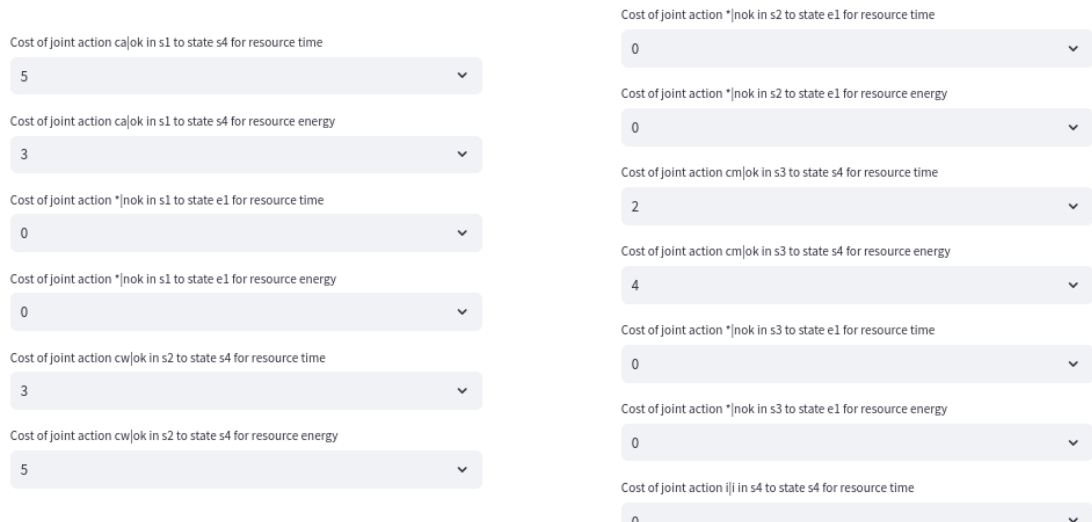 Cost of joint action ca|ok in s1 to state s4 for resource time
5
Cost of joint action ca|ok in s1 to state s4 for resource energy
3
Cost of joint action *|nok in s1 to state e1 for resource time
0
Cost of joint action *|nok in s1 to state e1 for resource energy
0
Cost of joint action cw|ok in s2 to state s4 for resource time
3
Cost of joint action cw|ok in s2 to state s4 for resource energy
5
Cost of joint action *|nok in s2 to state e1 for resource time
0
Cost of joint action *|nok in s2 to state e1 for resource energy
0
Cost of joint action cm|ok in s3 to state s4 for resource time
2
Cost of joint action cm|ok in s3 to state s4 for resource energy
4
Cost of joint action *|nok in s3 to state e1 for resource time
0
Cost of joint action *|nok in s3 to state e1 for resource energy
0
Cost of joint action i|i in s4 to state s4 for resource time
0